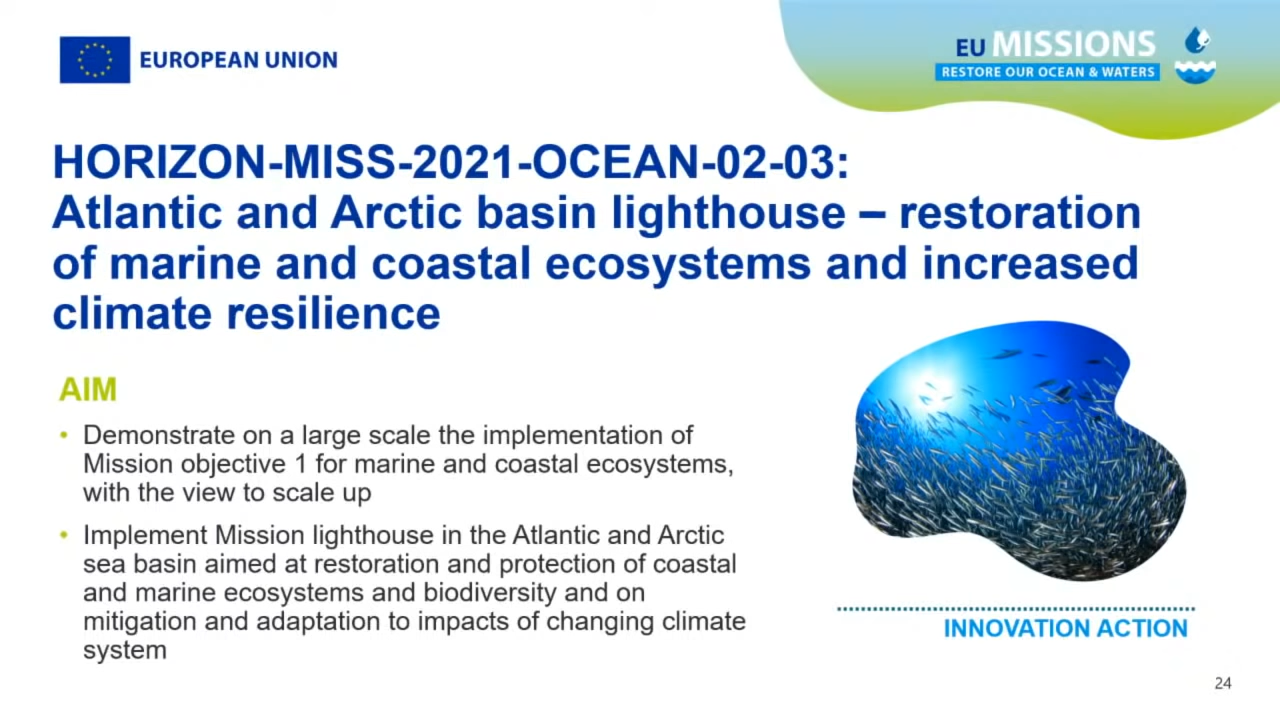 EUROPEAN UNION
EU MISSIONS
RESTORE OUR OCEAN & WATERS
HORIZON-MISS-2021-OCEAN-02-03:
Atlantic and Arctic basin lighthouse – restoration
of marine and coastal ecosystems and increased
climate resilience
AIM
• Demonstrate on a large scale the implementation of
Mission objective 1 for marine and coastal ecosystems,
with the view to scale up
• Implement Mission lighthouse in the Atlantic and Arctic
sea basin aimed at restoration and protection of coastal
and marine ecosystems and biodiversity and on
mitigation and adaptation to impacts of changing climate
system
INNOVATION ACTION
24